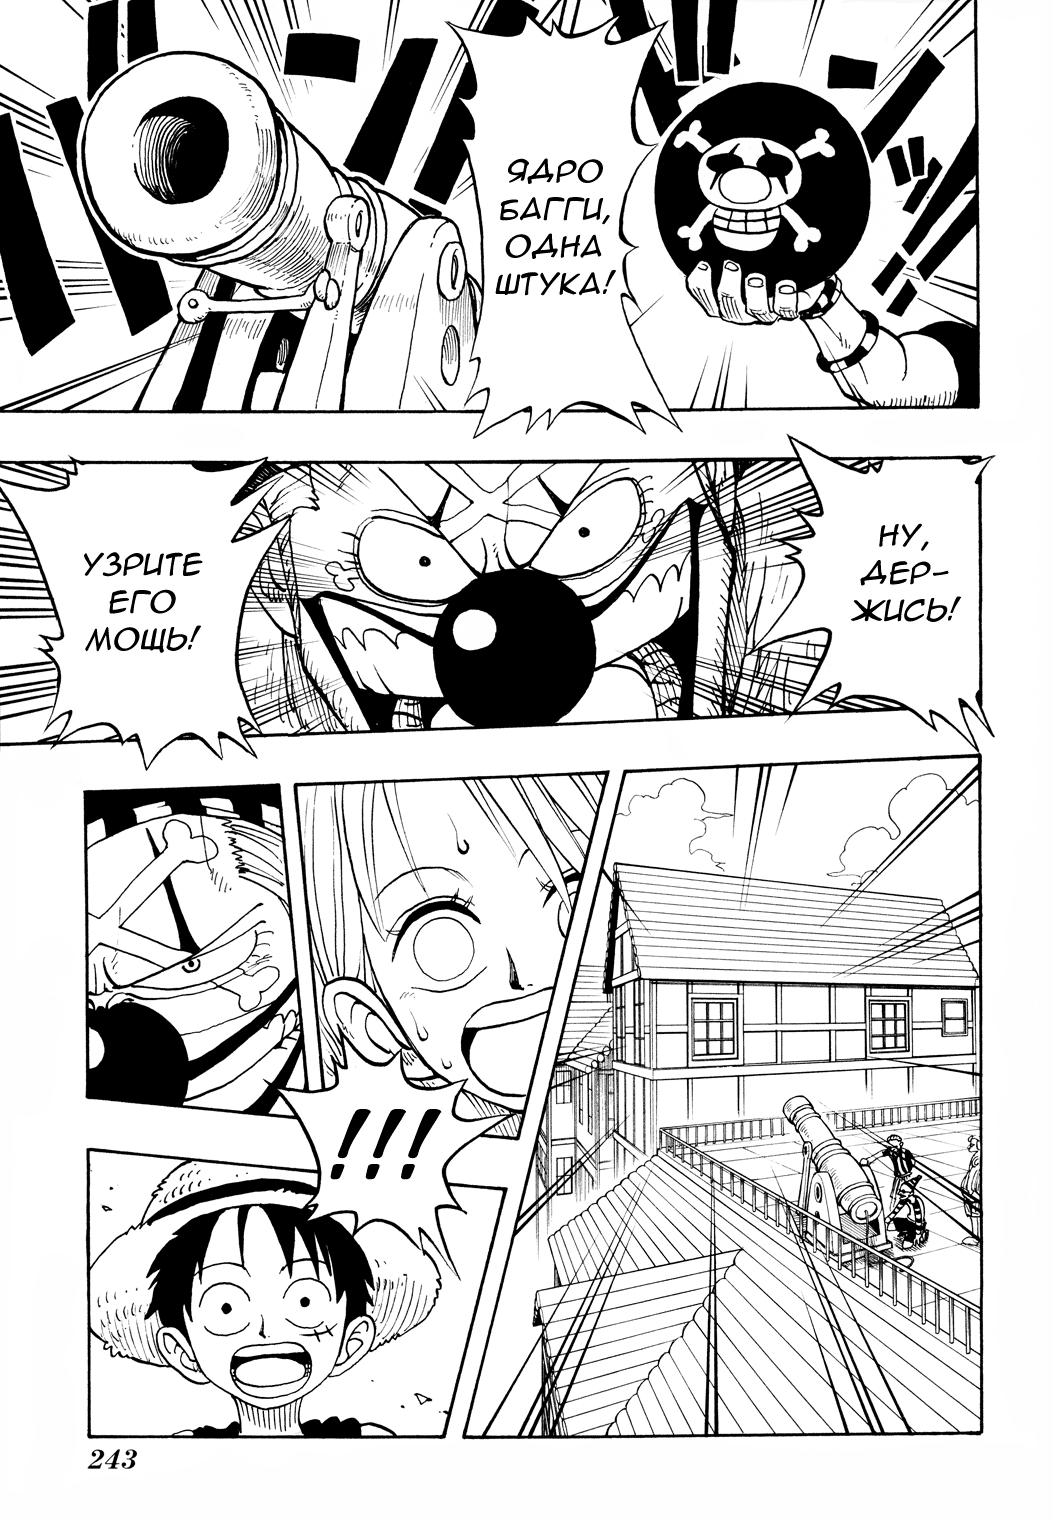 ЯДРО
БАГГИ,
ОДНА
ШТУКА!
НУ,
ДЕР-
ЖИСЬ!
УЗРИТЕ
ЕГО
МОЩЬ!
!!!
243